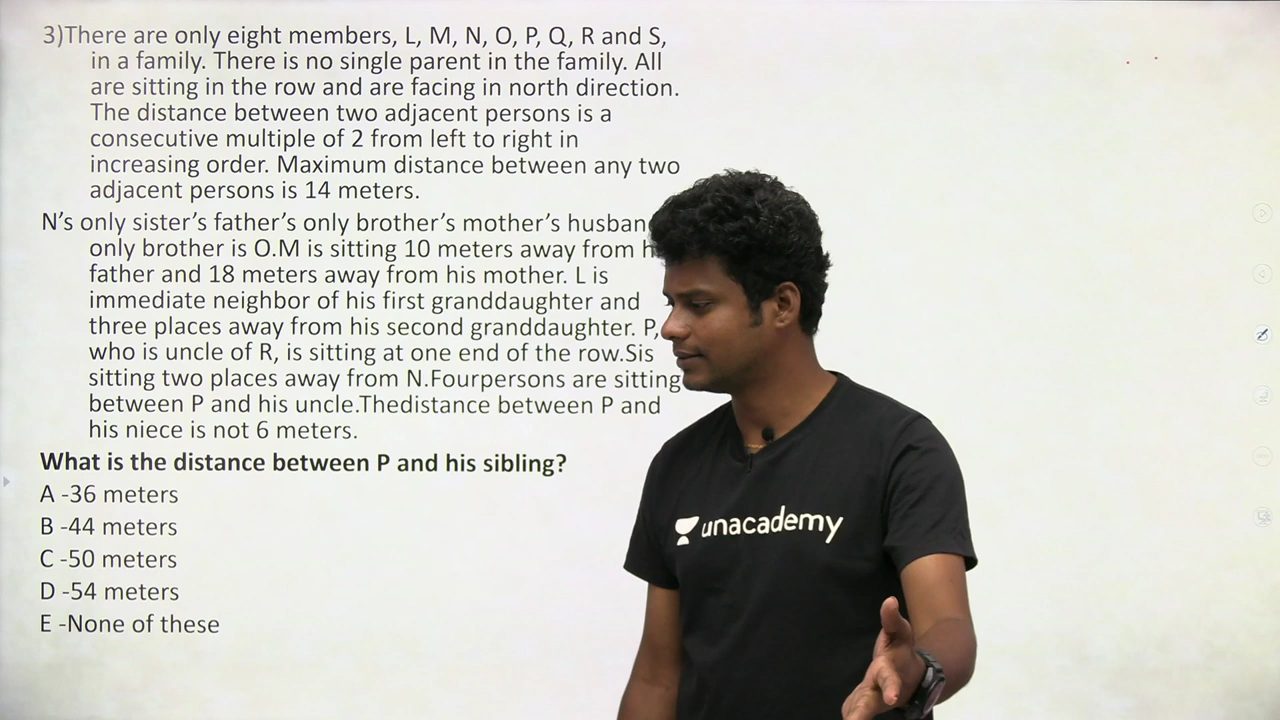 3)There are only eight members, L, M, N, O, P, Q, R and S,
in a family. There is no single parent in the family. All
are sitting in the row and are facing in north direction.
The distance between two adjacent persons is a
consecutive multiple of 2 from left to right in
increasing order. Maximum distance between any two
adjacent persons is 14 meters.
N’s only sister’s father’s only brother’s mother’s
only brother is O.M is sitting 10 meters away from
father and 18 meters away from his mother. L is
immediate neighbor of his first granddaughter and
three places away from his second granddaughter. P,
who is uncle of R, is sitting at one end of the row.Sis
sitting two places away from N.Fourpersons are sitting
between P and his uncle.Thedistance between P and
his niece is not 6 meters.
What is the distance between P and his sibling?
A -36 meters
B -44 meters
C -50 meters
D -54 meters
E -None of these
unacademy